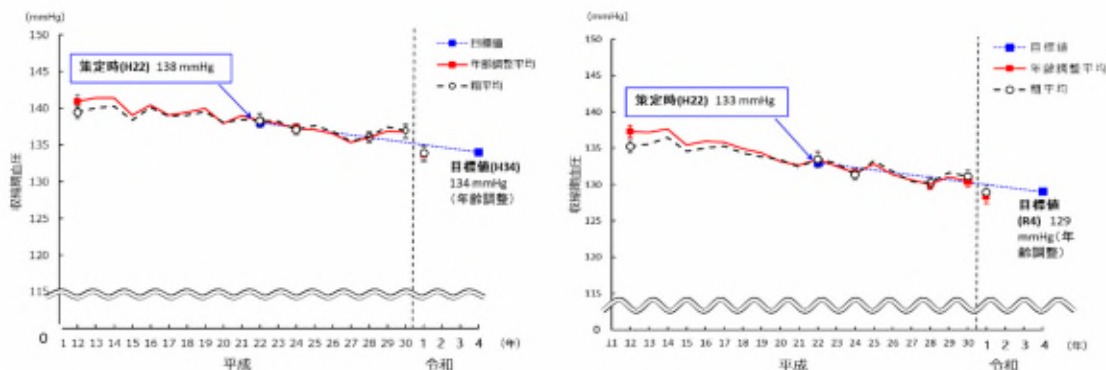 (mmHg)
150
145
140
135
130
125
120
115
0
収縮期血圧
目標値
年齢調整平均
粗平均
策定時(H22) 138 mmHg
目標値(H34)
134 mmHg
(年齢調整)
1 12 13 14 15 16 17 18 19 20 21 22 23 24 25 26 27 28 29 30 1 2 3 4 (年)
平成 令和
(mmHg)
150
145
140
135
130
125
120
115
0
収縮期血圧
目標値
年齢調整平均
粗平均
策定時(H22) 133 mmHg
目標値
(R4) 129
mmHg(年
齢調整)
11 12 13 14 15 16 17 18 19 20 21 22 23 24 25 26 27 28 29 30 1 2 3 4 (年)
平成 令和